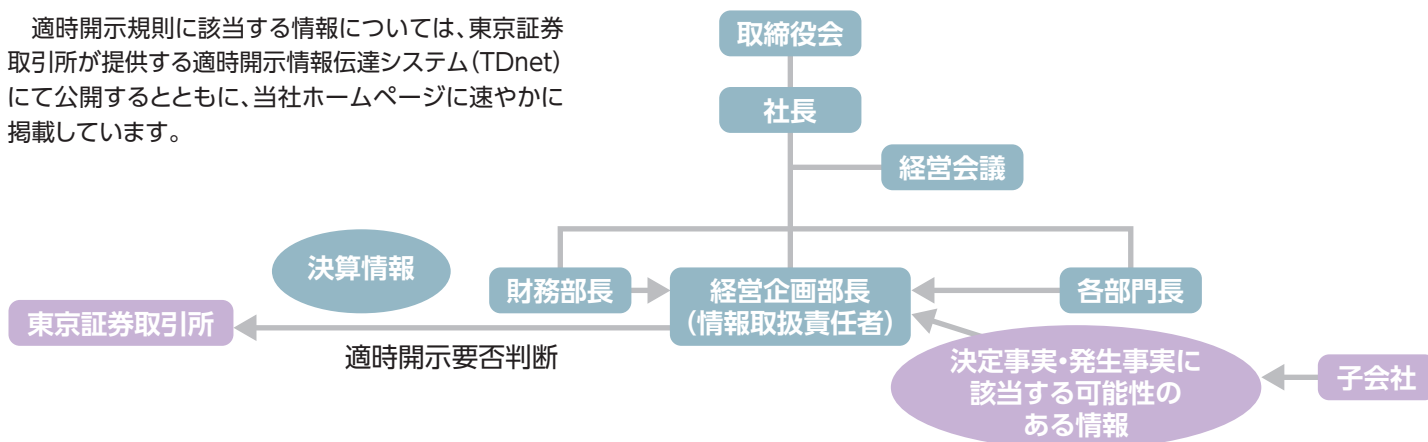 適時開示規則に該当する情報については、東京証券
取引所が提供する適時開示情報伝達システム（TDnet）
にて公開するとともに、当社ホームページに速やかに
掲載しています。
取締役会
社長
経営会議
決算情報
財務部長
経営企画部長
（情報取扱責任者）
各部門長
東京証券取引所
適時開示要否判断
決定事実・発生事実に
該当する可能性の
ある情報
子会社